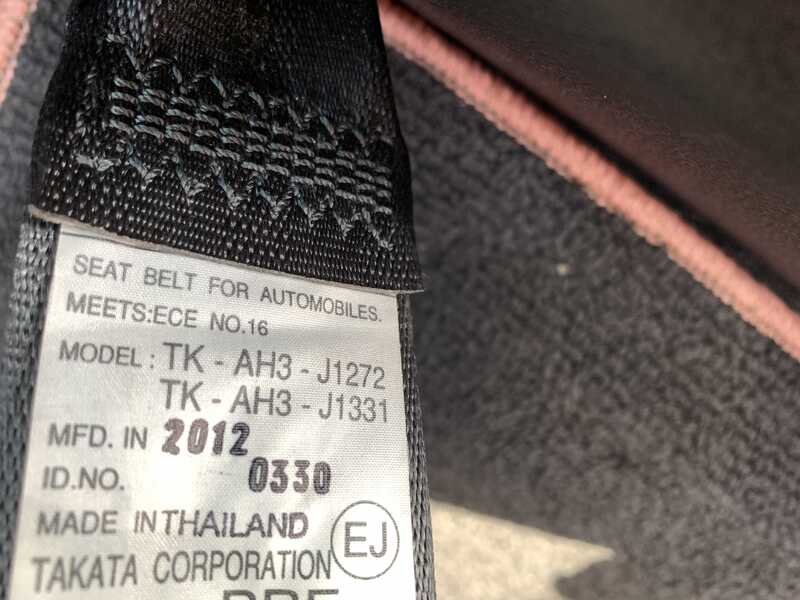 SEAT BELT FOR AUTOMOBILES.
MEETS:ECE NO.16
MODEL : TK - AH3 - J1272
TK - AH3 - J1331
MFD. IN 2012
ID.NO. 0330
MADE IN THAILAND
EJ
TAKATA CORPORATION